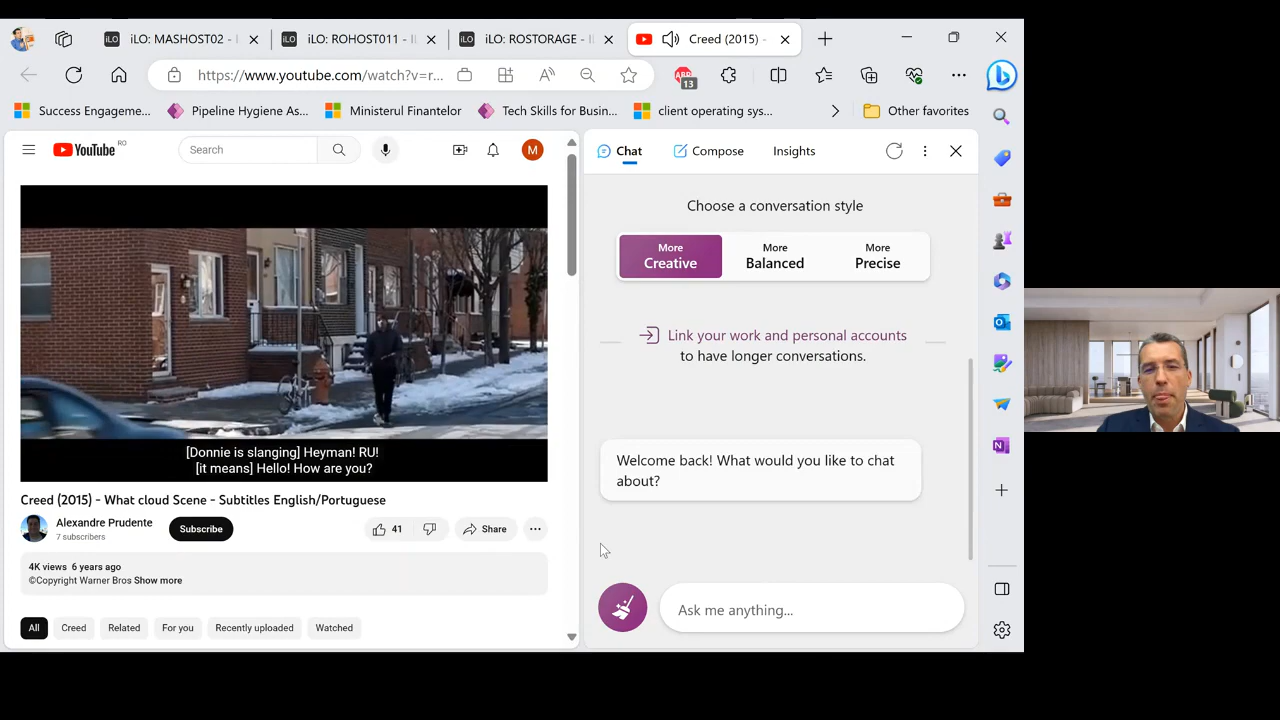 iLO: MASHOST02 -
iLO: ROHOST011 - iL
iLO: ROSTORAGE - iL
Creed (2015) -
https://www.youtube.com/watch?v=r...
13
Success Engageme...
Pipeline Hygiene As...
Ministerul Finantelor
Tech Skills for Busin...
client operating sys...
Other favorites
YouTube RO
Search
M
[Donnie is slanging] Heyman! RU!
[it means] Hello! How are you?
Creed (2015) - What cloud Scene - Subtitles English/Portuguese
Alexandre Prudente
7 subscribers
Subscribe
41
Share
4K views 6 years ago
©Copyright Warner Bros Show more
All
Creed
Related
For you
Recently uploaded
Watched
Chat
Compose
Insights
Choose a conversation style
More
Creative
More
Balanced
More
Precise
Link your work and personal accounts
to have longer conversations.
Welcome back! What would you like to chat
about?
Ask me anything...